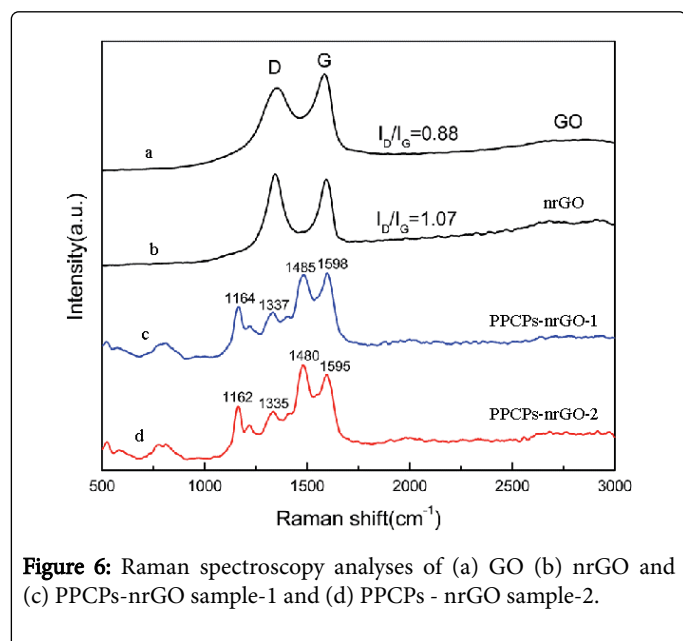 D
G
GO
I_D/I_G=0.88
a
nrGO
I_D/I_G=1.07
b
1485 1598
1164
1337
PPCPs-nrGO-1
c
1480
1595
1162
1335
PPCPs-nrGO-2
d
500 1000 1500 2000 2500 3000
Raman shift(cm⁻¹)
Intensity(a.u.)
Figure 6: Raman spectroscopy analyses of (a) GO (b) nrGO and
(c) PPCPs-nrGO sample-1 and (d) PPCPs - nrGO sample-2.